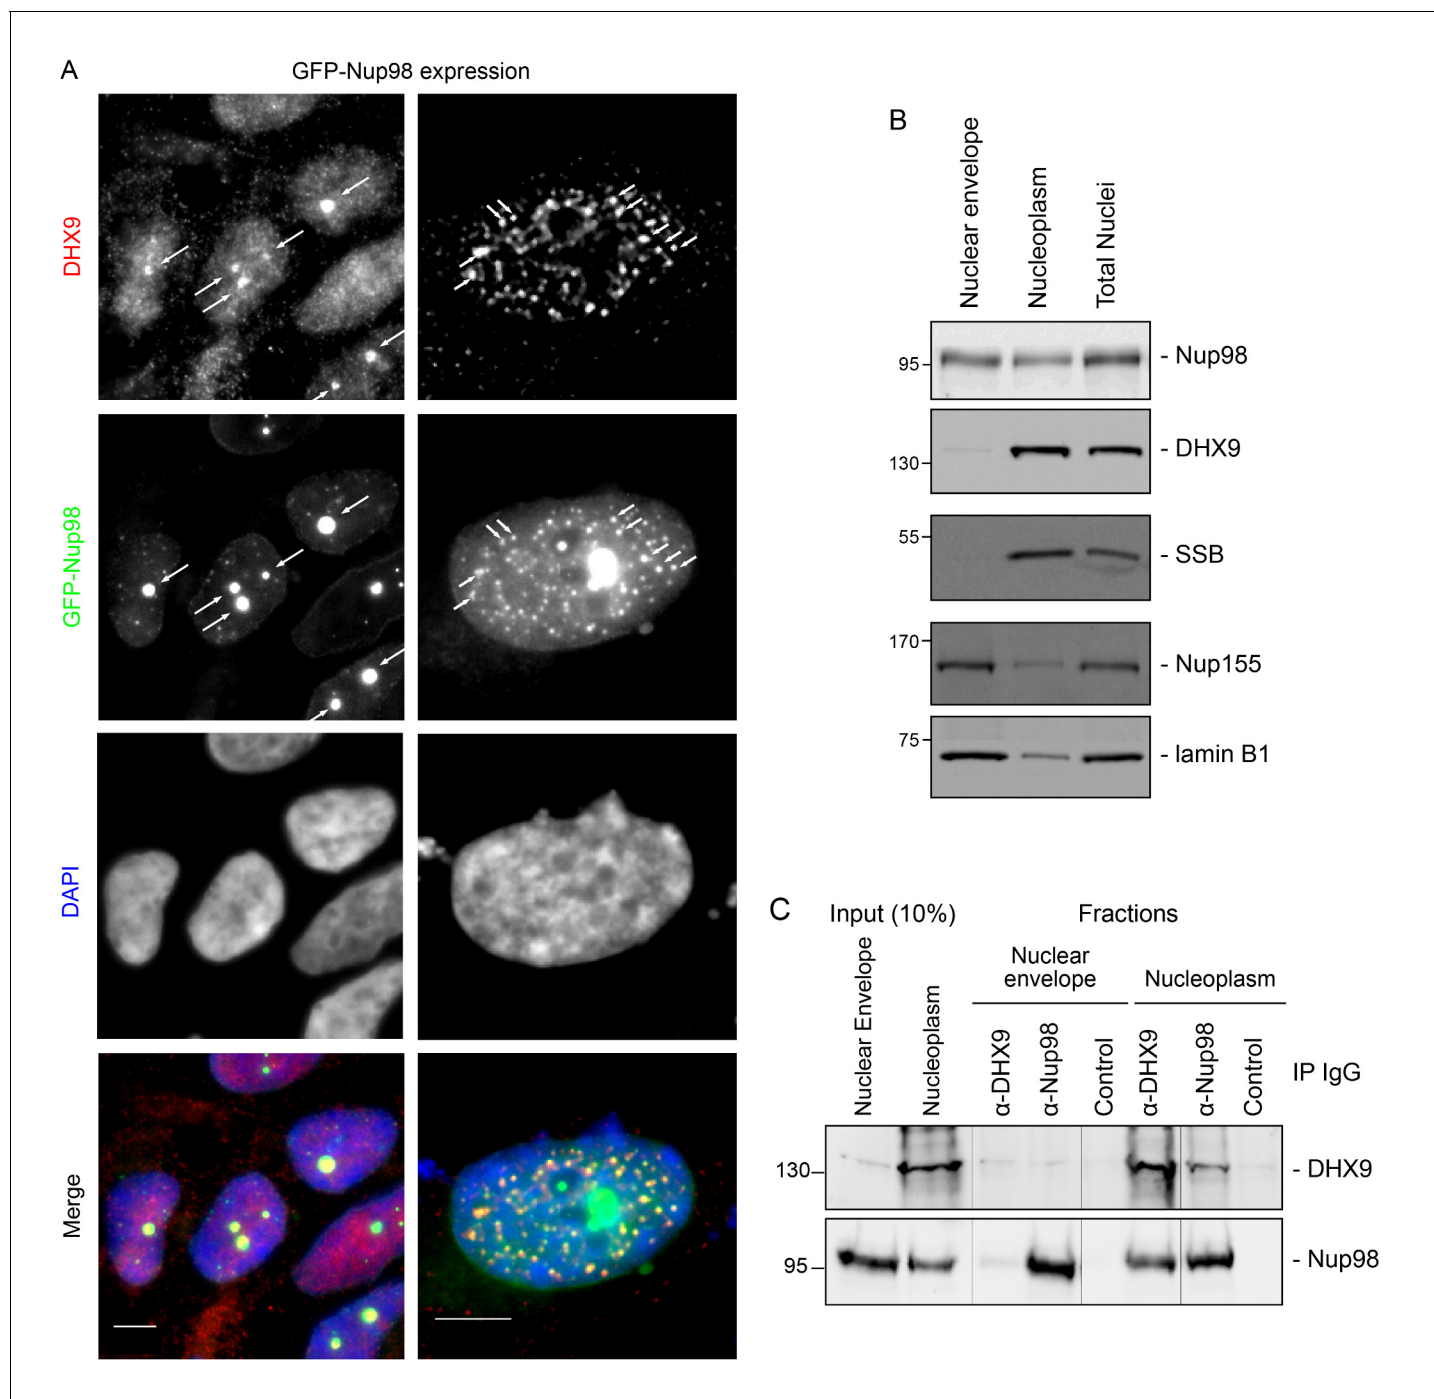 A
GFP-Nup98 expression
DHX9
GFP-Nup98
DAPI
Merge
B
Nuclear envelope
Nucleoplasm
Total Nuclei
95
- Nup98
130
- DHX9
55
- SSB
170
- Nup155
75
- lamin B1
C
Input (10%)
Fractions
Nuclear Envelope
Nucleoplasm
Nuclear
envelope
Nucleoplasm
α-DHX9
α-Nup98
Control
α-DHX9
α-Nup98
Control
IP IgG
130
- DHX9
95
- Nup98